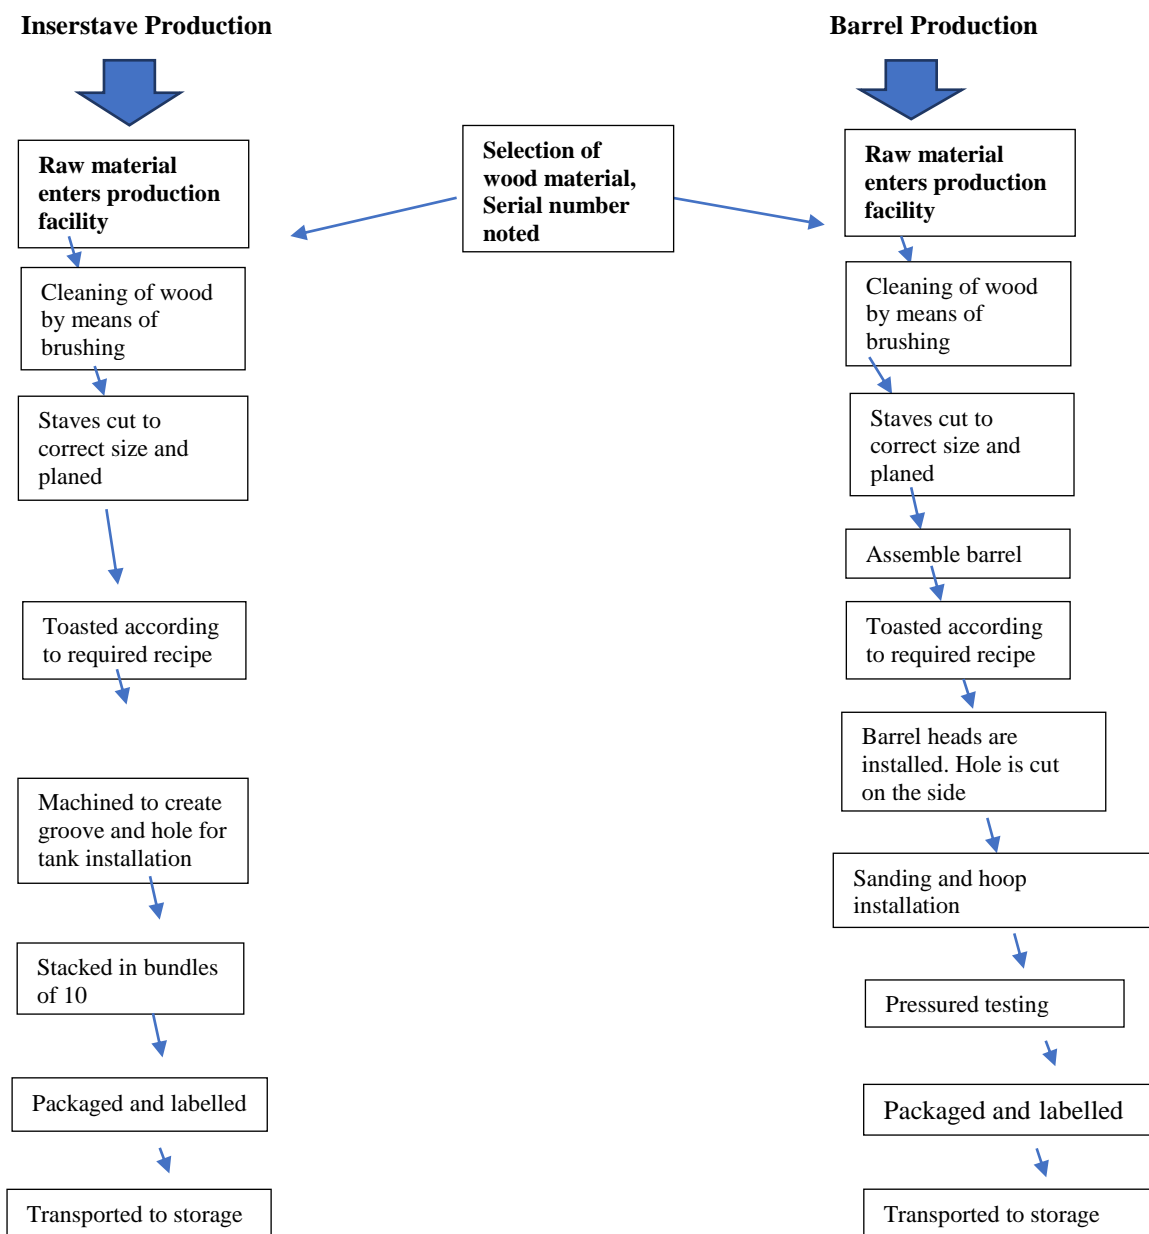 Inserstave Production
Raw material
enters production
facility
Cleaning of wood
by means of
brushing
Staves cut to
correct size and
planed
Toasted according
to required recipe
Machined to create
groove and hole for
tank installation
Stacked in bundles
of 10
Packaged and labelled
Transported to storage
Selection of
wood material,
Serial number
noted
Barrel Production
Raw material
enters production
facility
Cleaning of wood
by means of
brushing
Staves cut to
correct size and
planed
Assemble barrel
Toasted according
to required recipe
Barrel heads are
installed. Hole is cut
on the side
Sanding and hoop
installation
Pressured testing
Packaged and labelled
Transported to storage